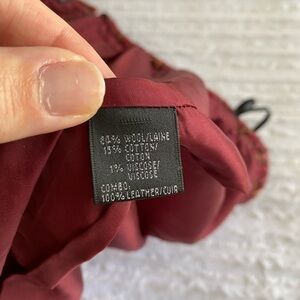 84% WOOL/LAINE
15% COTTON/
COTON
1% VISCOSE/
VISCOSE
COMBO:
100% LEATHER/CUIR